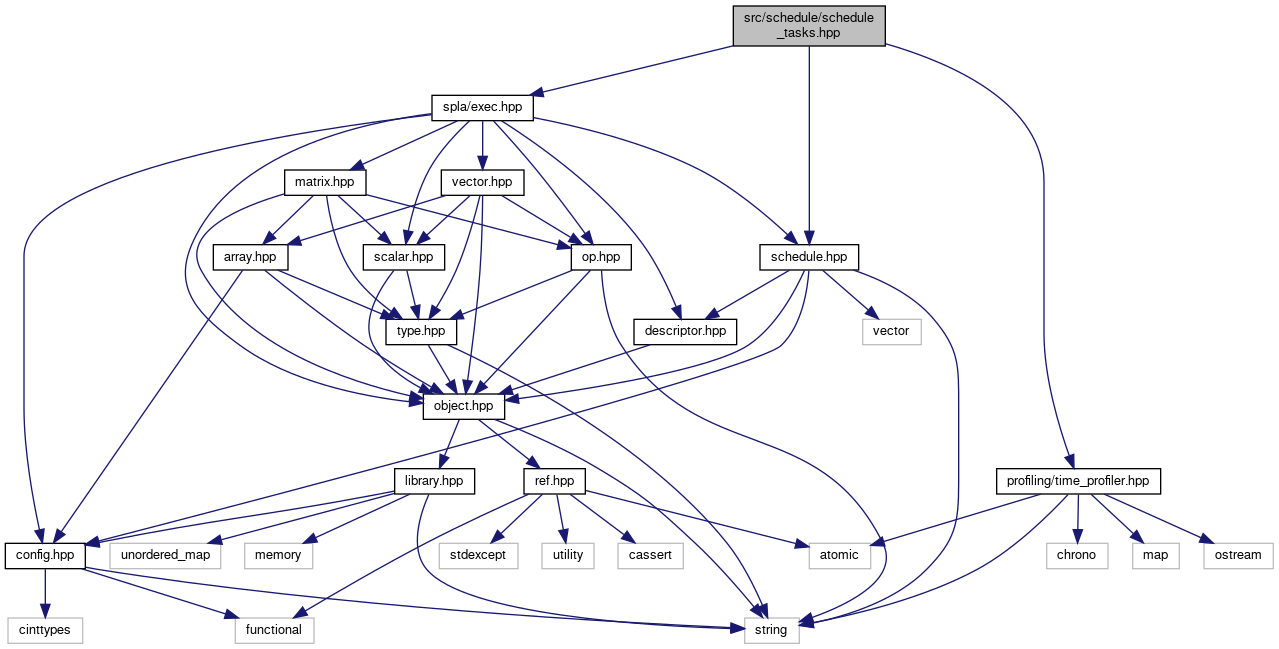 src/schedule/schedule
_tasks.hpp
spla/exec.hpp
matrix.hpp
vector.hpp
array.hpp
scalar.hpp
op.hpp
schedule.hpp
type.hpp
descriptor.hpp
vector
object.hpp
library.hpp
ref.hpp
profiling/time_profiler.hpp
config.hpp
unordered_map
memory
stdexcept
utility
cassert
atomic
chrono
map
ostream
cinttypes
functional
string